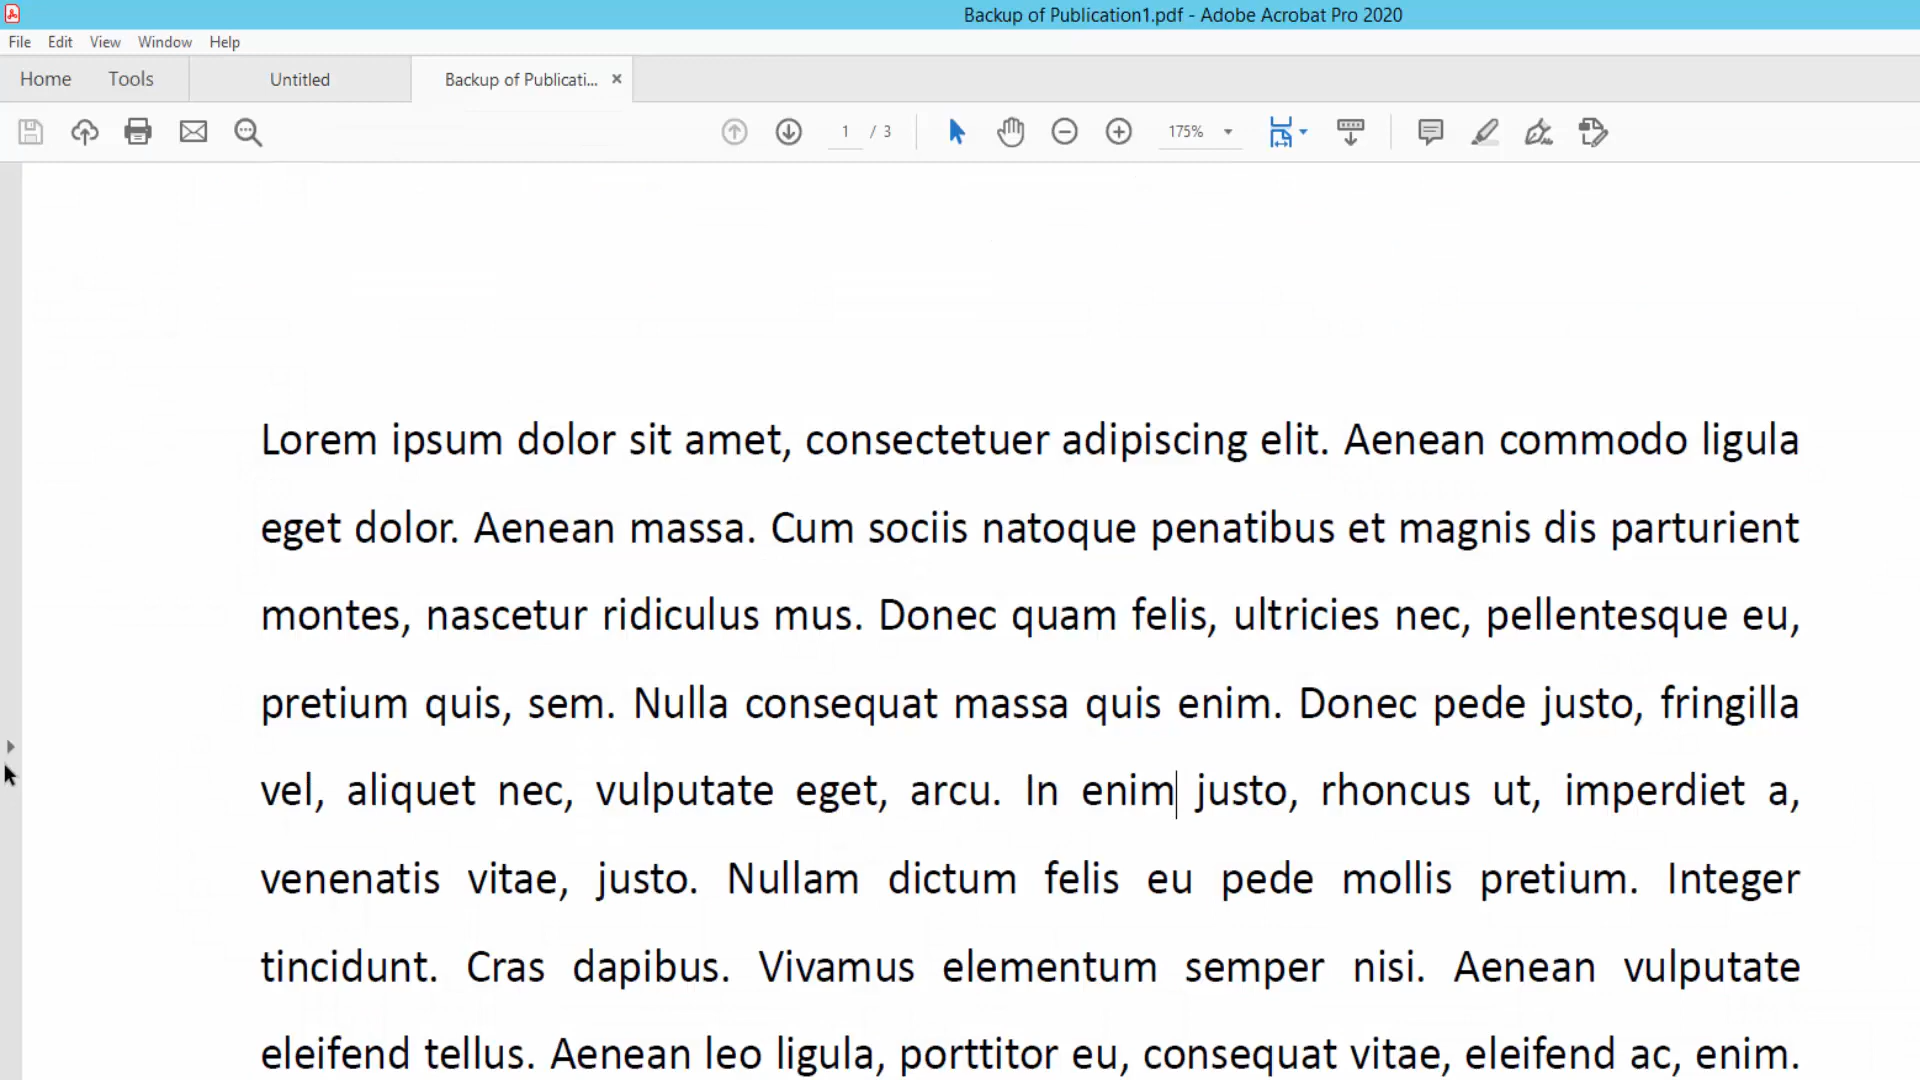 Backup of Publication1.pdf - Adobe Acrobat Pro 2020
File Edit View Window Help
Home Tools Untitled Backup of Publicati... ×
1 / 3 175%
Lorem ipsum dolor sit amet, consectetuer adipiscing elit. Aenean commodo ligula
eget dolor. Aenean massa. Cum sociis natoque penatibus et magnis dis parturient
montes, nascetur ridiculus mus. Donec quam felis, ultricies nec, pellentesque eu,
pretium quis, sem. Nulla consequat massa quis enim. Donec pede justo, fringilla
vel, aliquet nec, vulputate eget, arcu. In enim justo, rhoncus ut, imperdiet a,
venenatis vitae, justo. Nullam dictum felis eu pede mollis pretium. Integer
tincidunt. Cras dapibus. Vivamus elementum semper nisi. Aenean vulputate
eleifend tellus. Aenean leo ligula, porttitor eu, consequat vitae, eleifend ac, enim.